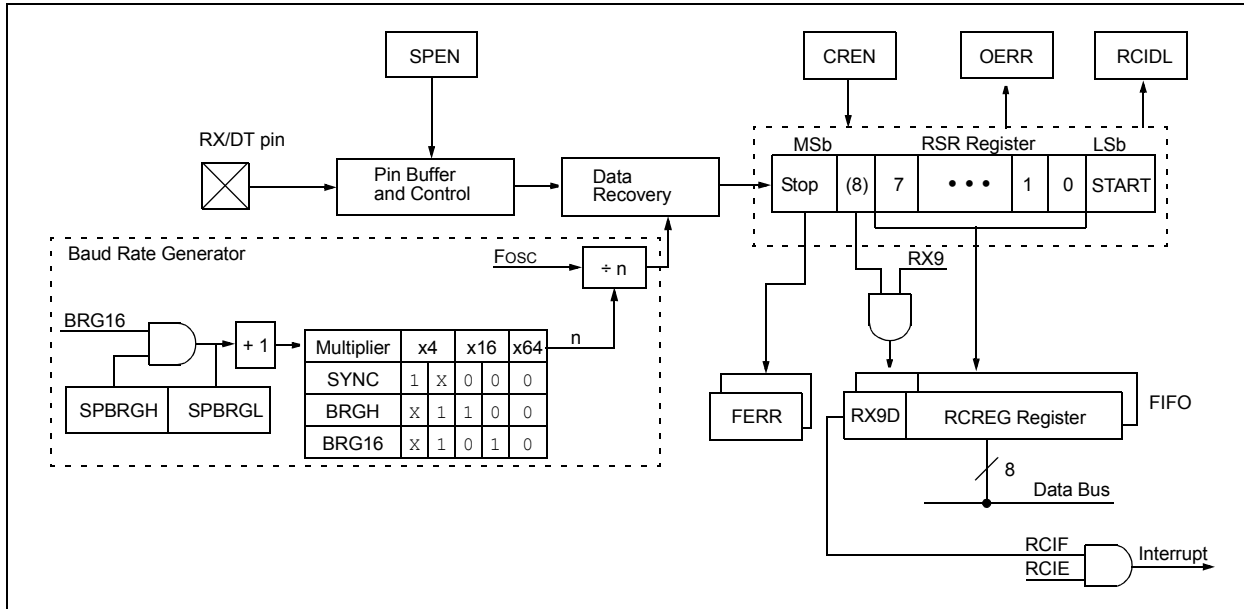 SPEN
CREN
OERR
RCIDL
RX/DT pin
Pin Buffer
and Control
Data
Recovery
MSb
RSR Register
LSb
Stop (8) 7 • • • 1 0 START
Baud Rate Generator
FOSC
÷ n
RX9
BRG16
+ 1
n
SPBRGH SPBRGL
Multiplier x4 x16 x64
SYNC 1 X 0 0 0
BRGH X 1 1 0 0
BRG16 X 1 0 1 0
FERR
RX9D RCREG Register
FIFO
8
Data Bus
RCIF
RCIE
Interrupt